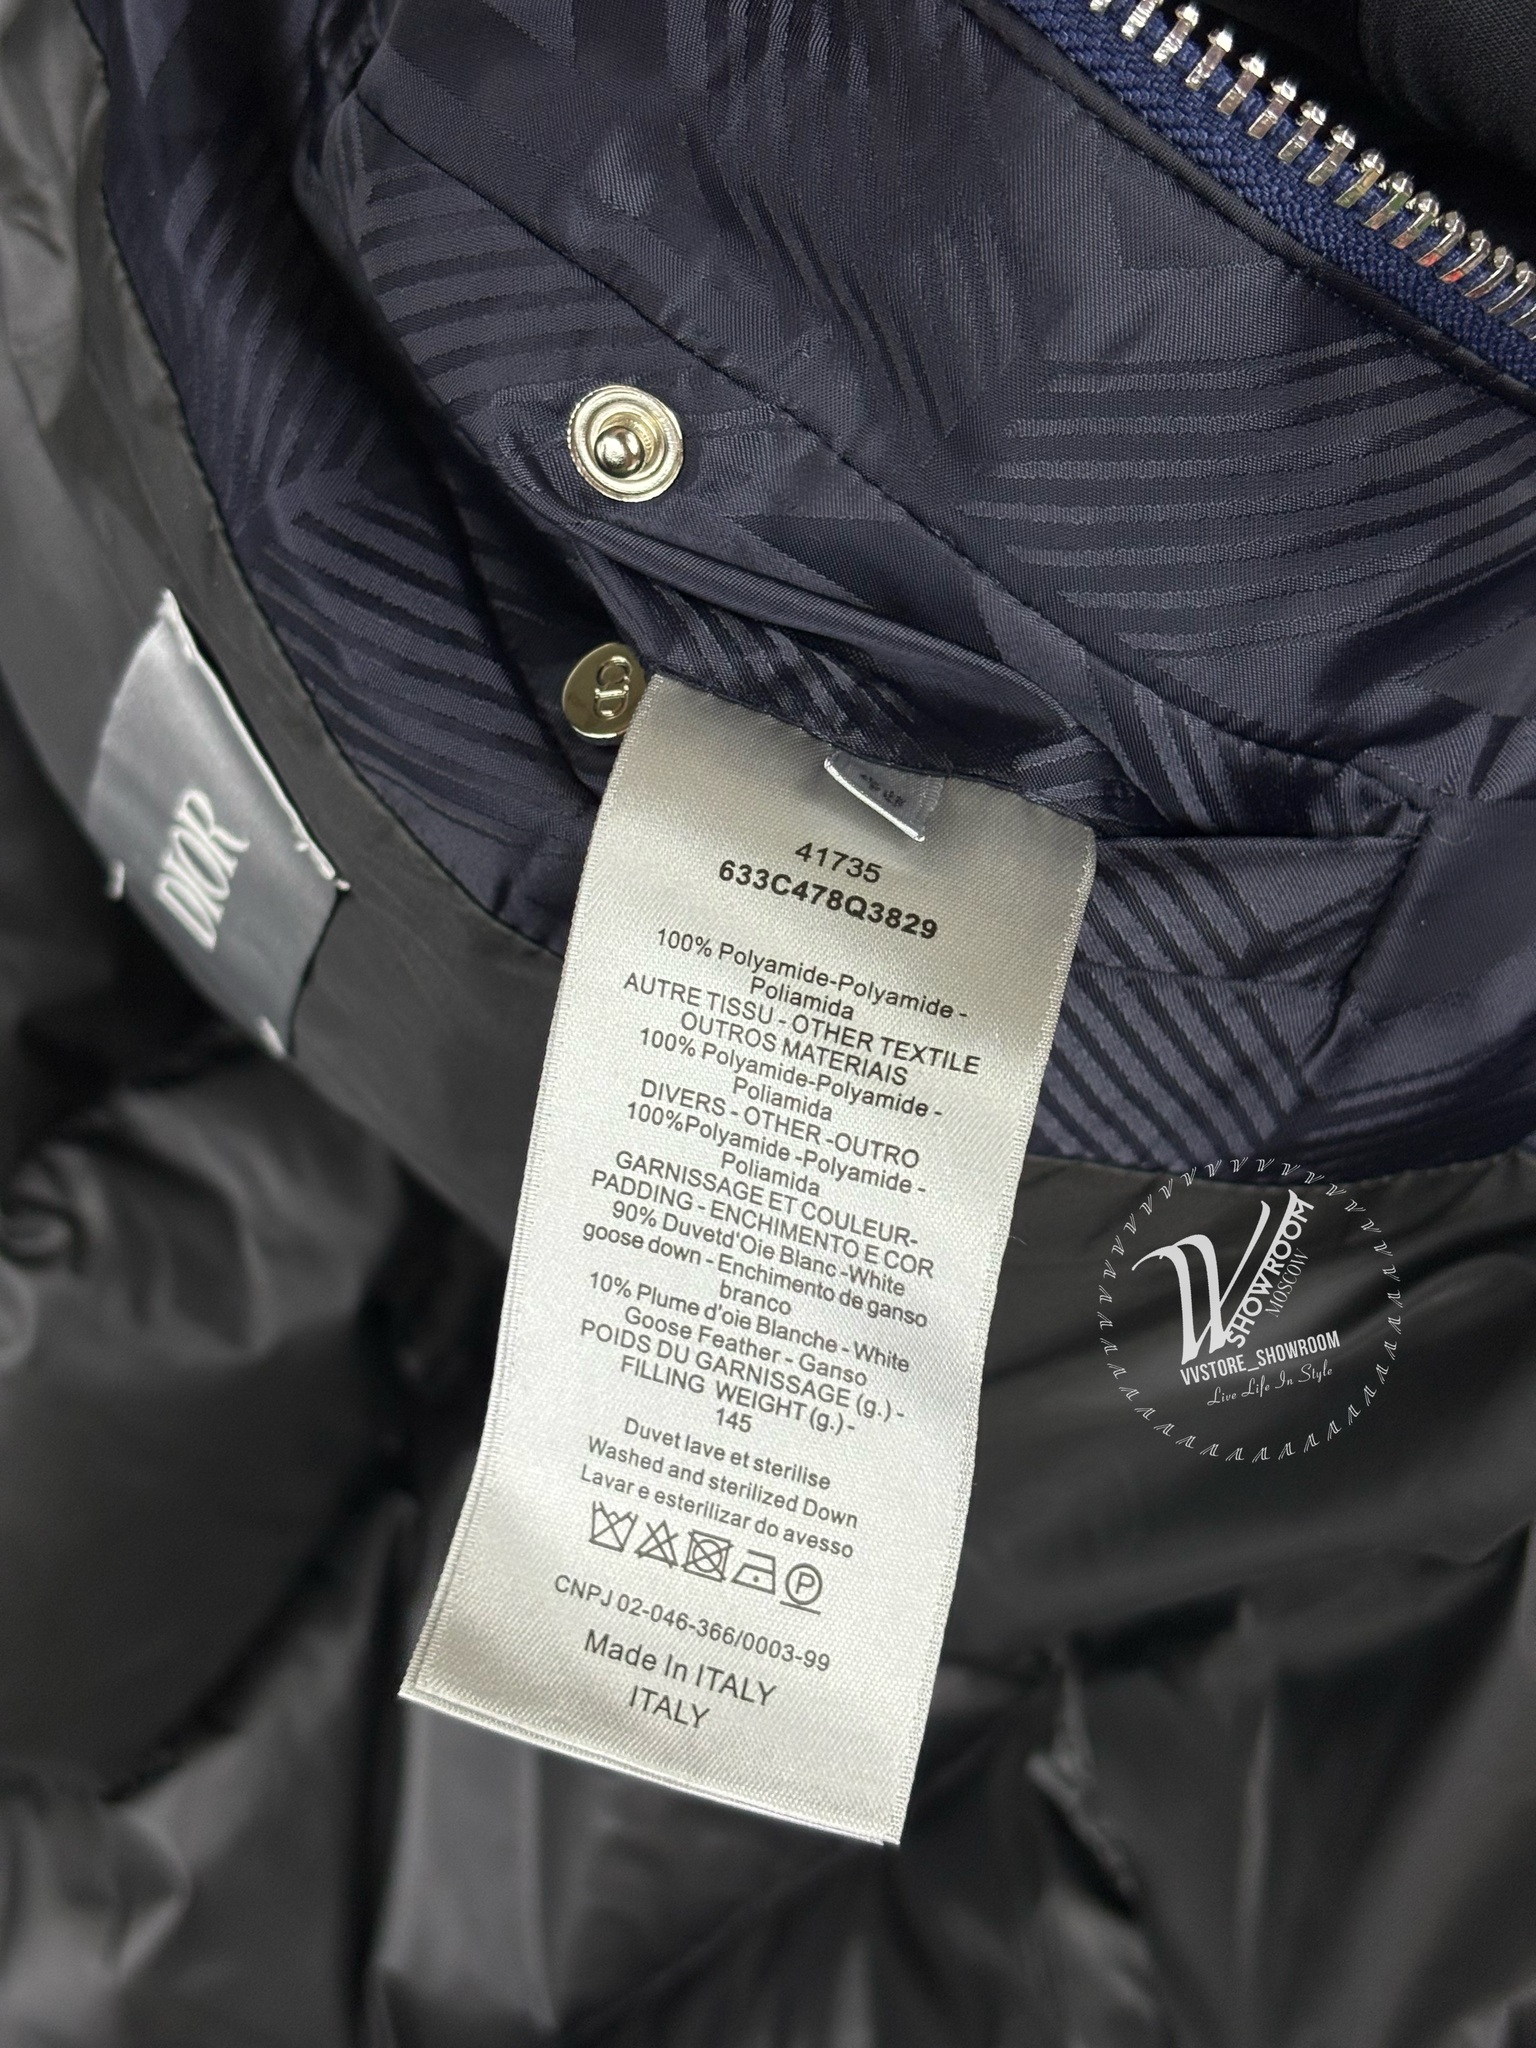 DIOR
CD
41735
633C478Q3829
100% Polyamide-Polyamide -
Poliamida
AUTRE TISSU - OTHER TEXTILE
OUTROS MATERIAIS
100% Polyamide-Polyamide -
Poliamida
DIVERS - OTHER -OUTRO
100%Polyamide -Polyamide -
Poliamida
GARNISSAGE ET COULEUR-
PADDING - ENCHIMENTO E COR
90% Duvetd'Oie Blanc -White
goose down - Enchimento de ganso
branco
10% Plume d'oie Blanche - White
Goose Feather - Ganso
POIDS DU GARNISSAGE (g.) -
FILLING WEIGHT (g.) -
145
Duvet lave et sterilise
Washed and sterilized Down
Lavar e esterilizar do avesso
P
CNPJ 02-046-366/0003-99
Made In ITALY
ITALY
VV
SHOWROOM
MOSCOW
VVSTORE_SHOWROOM
Live Life In Style